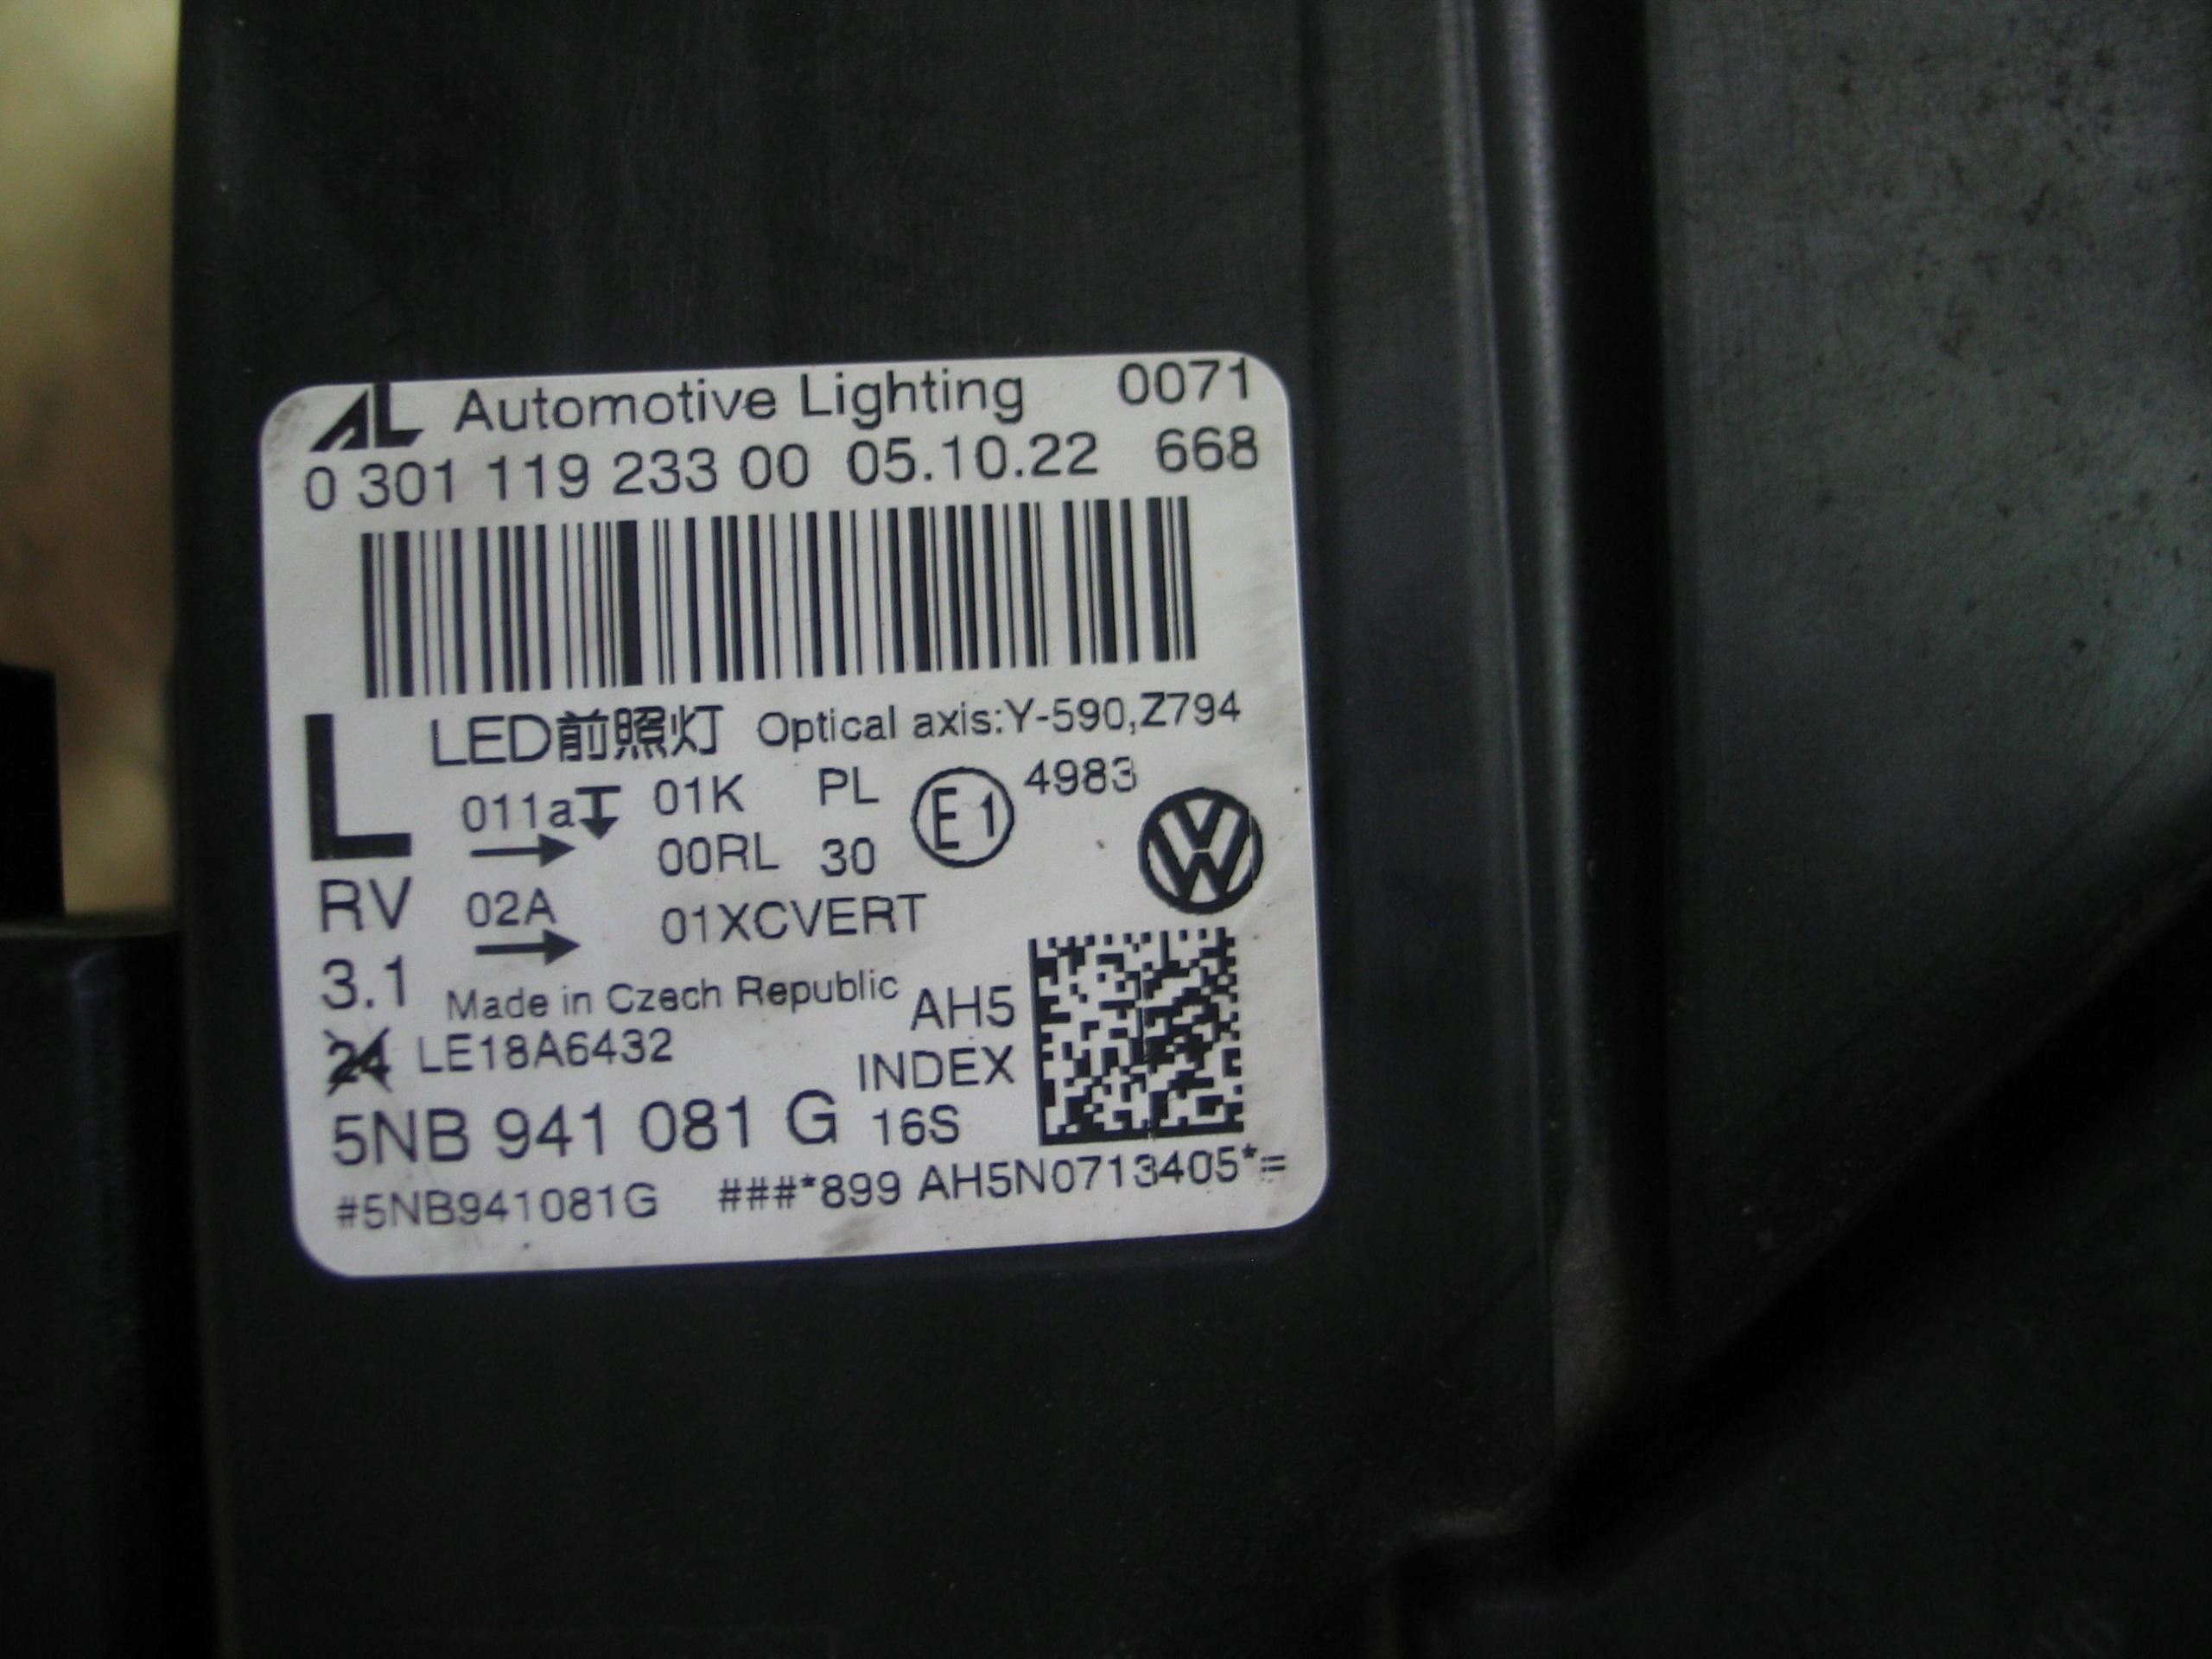 AL Automotive Lighting 0071
0 301 119 233 00 05.10.22 668
L LED前照灯 Optical axis:Y-590,Z794
011a 01K PL E1 4983
00RL 30
RV 02A 01XCVERT
3.1 Made in Czech Republic AH5
24 LE18A6432 INDEX
5NB 941 081 G 16S
#5NB941081G ###*899 AH5N0713405*=